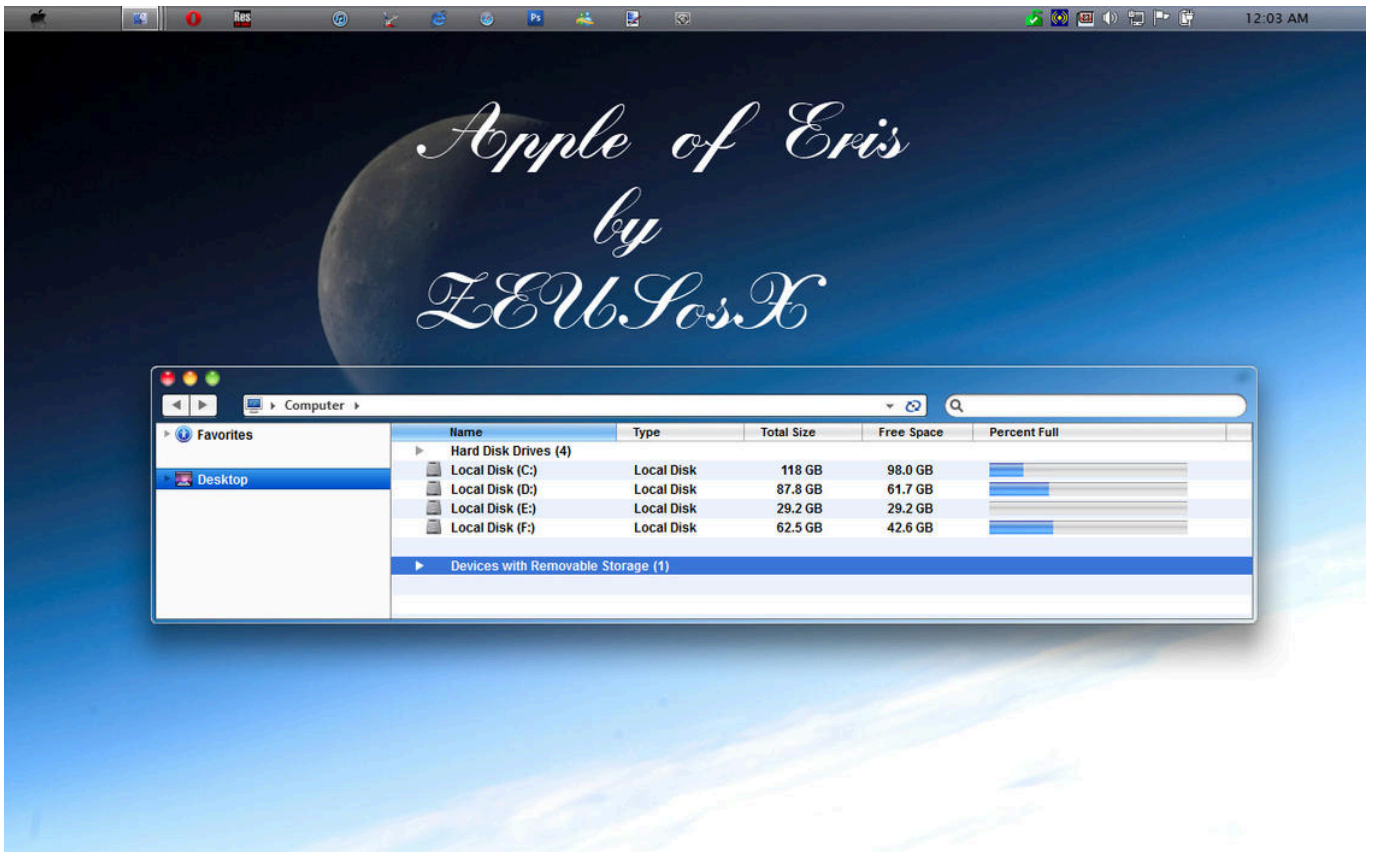 Res
Ps
12:03 AM
Apple of Eris
by
ZEUSosX
Computer
Favorites
Desktop
Name Type Total Size Free Space Percent Full
Hard Disk Drives (4)
Local Disk (C:) Local Disk 118 GB 98.0 GB
Local Disk (D:) Local Disk 87.8 GB 61.7 GB
Local Disk (E:) Local Disk 29.2 GB 29.2 GB
Local Disk (F:) Local Disk 62.5 GB 42.6 GB
Devices with Removable Storage (1)